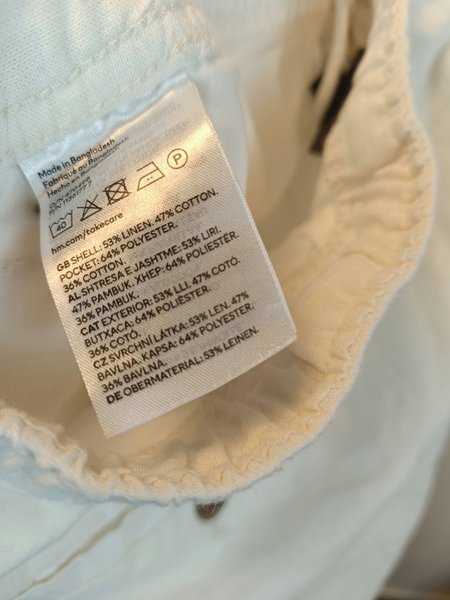 Made in Bangladesh
Fabriqué au Bangladesh
Hecho en Bangladesh
40
P
hm.com/takecare
GB SHELL: 53% LINEN. 47% COTTON.
POCKET: 64% POLYESTER.
36% COTTON.
AL SHTRESA E JASHTME: 53% LIRI.
47% PAMBUK. XHEP: 64% POLIESTËR.
36% PAMBUK.
CAT EXTERIOR: 53% LLI. 47% COTÓ.
BUTXACA: 64% POLIÈSTER.
36% COTÓ.
CZ SVRCHNÍ LÁTKA: 53% LEN. 47%
BAVLNA. KAPSA: 64% POLYESTER.
36% BAVLNA.
DE OBERMATERIAL: 53% LEINEN.